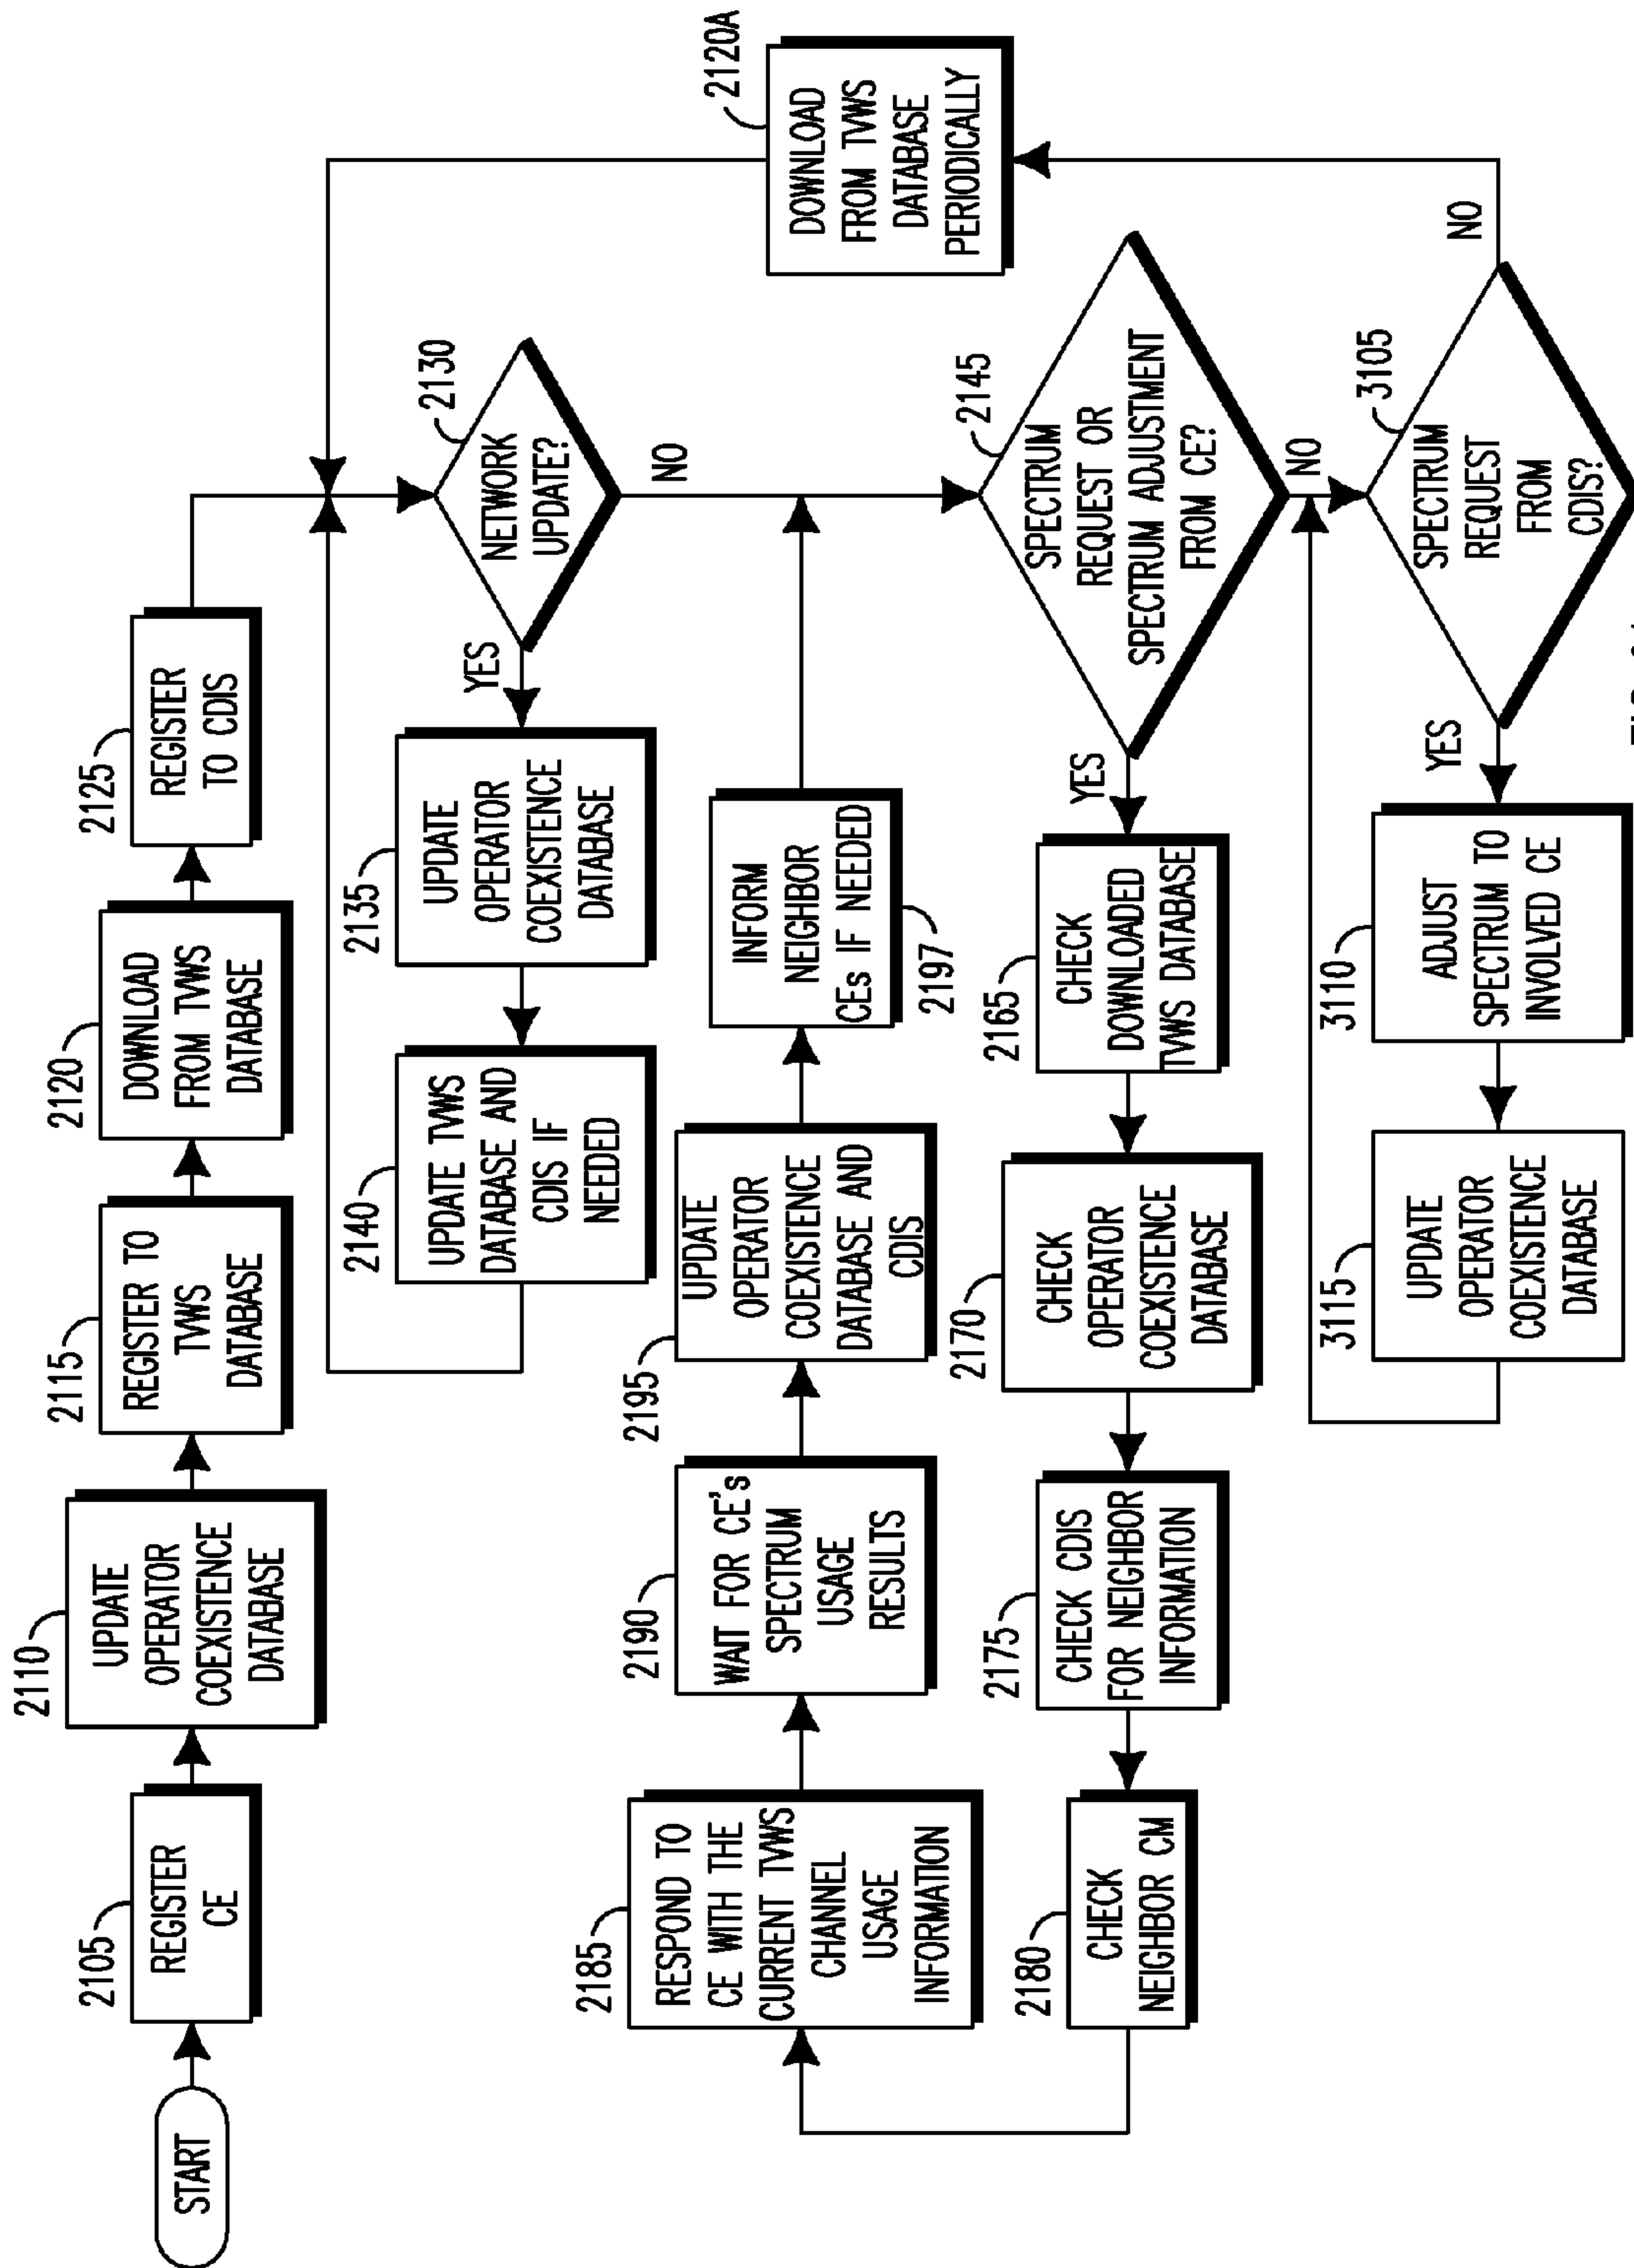 START
2105
REGISTER
CE
2110
UPDATE
OPERATOR
COEXISTENCE
DATABASE
2115
REGISTER TO
TVWS
DATABASE
2120
DOWNLOAD
FROM TVWS
DATABASE
2125
REGISTER
TO CDIS
2130
NETWORK
UPDATE?
YES
NO
2135
UPDATE
OPERATOR
COEXISTENCE
DATABASE
2140
UPDATE TVWS
DATABASE AND
CDIS IF
NEEDED
2120A
DOWNLOAD
FROM TVWS
DATABASE
PERIODICALLY
2185
RESPOND TO
CE WITH THE
CURRENT TVWS
CHANNEL
USAGE
INFORMATION
2190
WAIT FOR CE's
SPECTRUM
USAGE
RESULTS
2195
UPDATE
OPERATOR
COEXISTENCE
DATABASE AND
CDIS
INFORM
NEIGHBOR
CEs IF NEEDED
2197
2145
SPECTRUM
REQUEST OR
SPECTRUM ADJUSTMENT
FROM CE?
YES
NO
2165
CHECK
DOWNLOADED
TVWS DATABASE
2170
CHECK
OPERATOR
COEXISTENCE
DATABASE
2175
CHECK CDIS
FOR NEIGHBOR
INFORMATION
2180
CHECK
NEIGHBOR CM
3105
SPECTRUM
REQUEST
FROM
CDIS?
YES
NO
3110
ADJUST
SPECTRUM TO
INVOLVED CE
3115
UPDATE
OPERATOR
COEXISTENCE
DATABASE